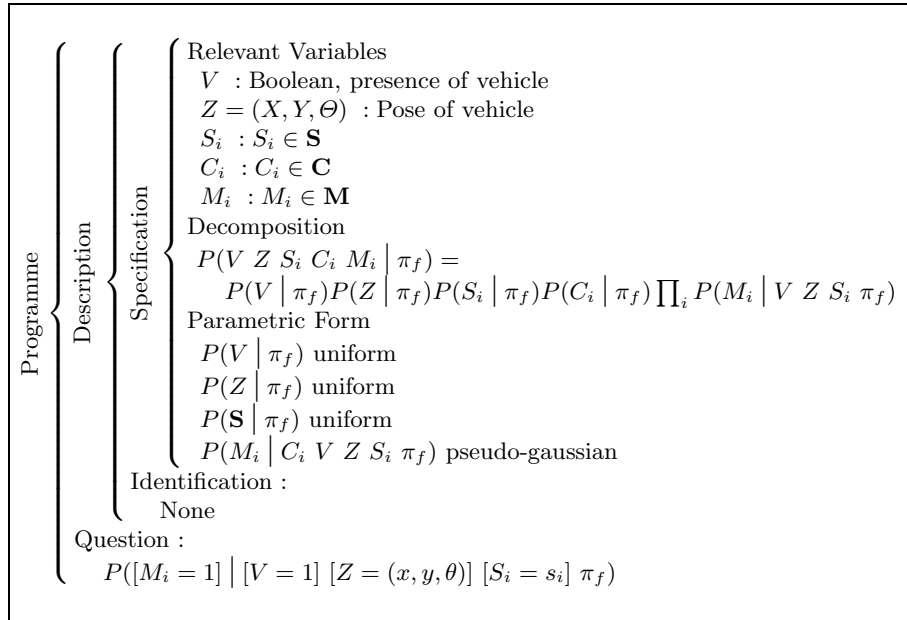 Programme
Description
Specification
Relevant Variables
V : Boolean, presence of vehicle
Z = (X, Y, Θ) : Pose of vehicle
S_i : S_i ∈ **S**
C_i : C_i ∈ **C**
M_i : M_i ∈ **M**
Decomposition
P(V Z S_i C_i M_i | π_f) =
P(V | π_f)P(Z | π_f)P(S_i | π_f)P(C_i | π_f) ∏_i P(M_i | V Z S_i π_f)
Parametric Form
P(V | π_f) uniform
P(Z | π_f) uniform
P(**S** | π_f) uniform
P(M_i | C_i V Z S_i π_f) pseudo-gaussian
Identification :
None
Question :
P([M_i = 1] | [V = 1] [Z = (x, y, θ)] [S_i = s_i] π_f)